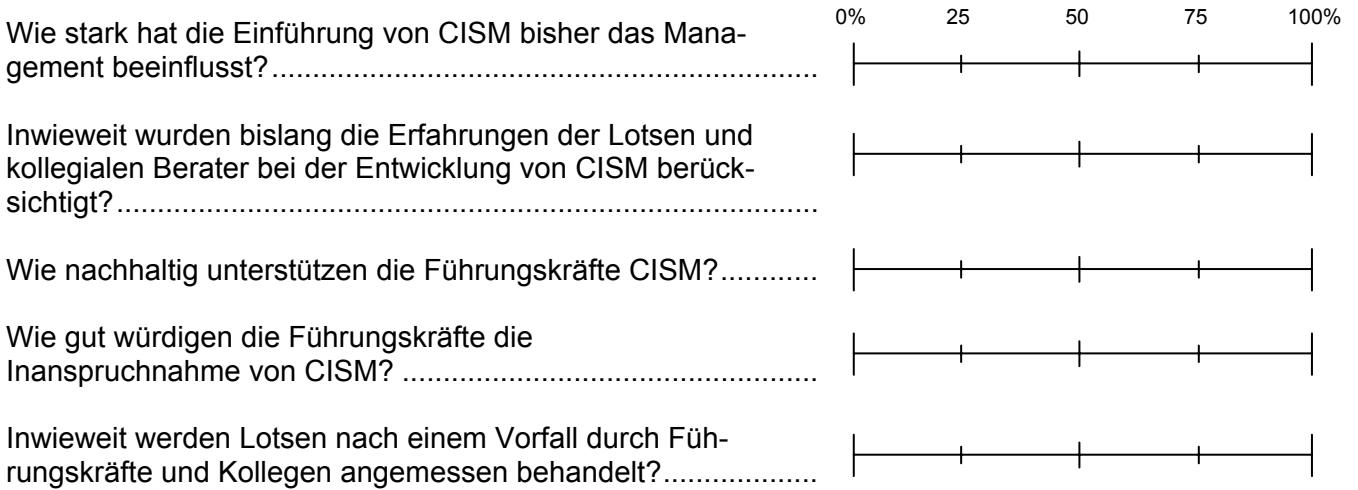 0% 25 50 75 100%
Wie stark hat die Einführung von CISM bisher das Mana-
gement beeinflusst?...................................................................
Inwieweit wurden bislang die Erfahrungen der Lotsen und
kollegialen Berater bei der Entwicklung von CISM berück-
sichtigt?......................................................................................
Wie nachhaltig unterstützen die Führungskräfte CISM?............
Wie gut würdigen die Führungskräfte die
Inanspruchnahme von CISM? ...................................................
Inwieweit werden Lotsen nach einem Vorfall durch Füh-
rungskräfte und Kollegen angemessen behandelt?...................